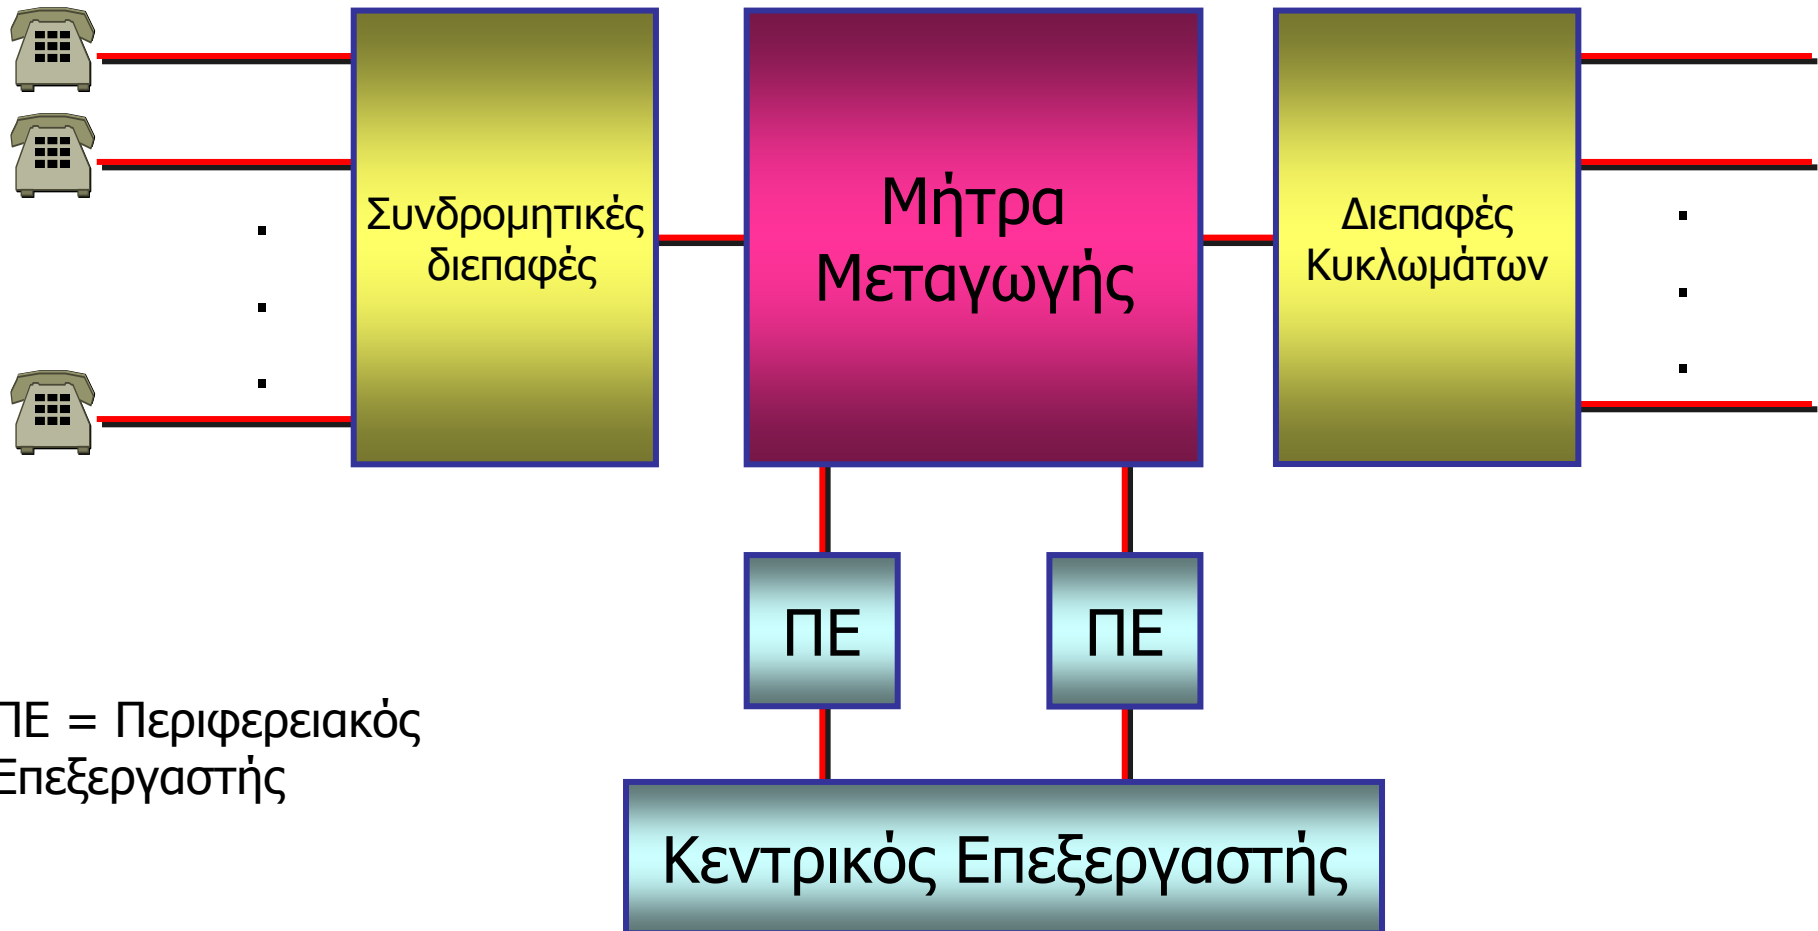 Συνδρομητικές
διεπαφές
Μήτρα
Μεταγωγής
Διεπαφές
Κυκλωμάτων
ΠΕ
ΠΕ
ΠΕ = Περιφερειακός
Επεξεργαστής
Κεντρικός Επεξεργαστής